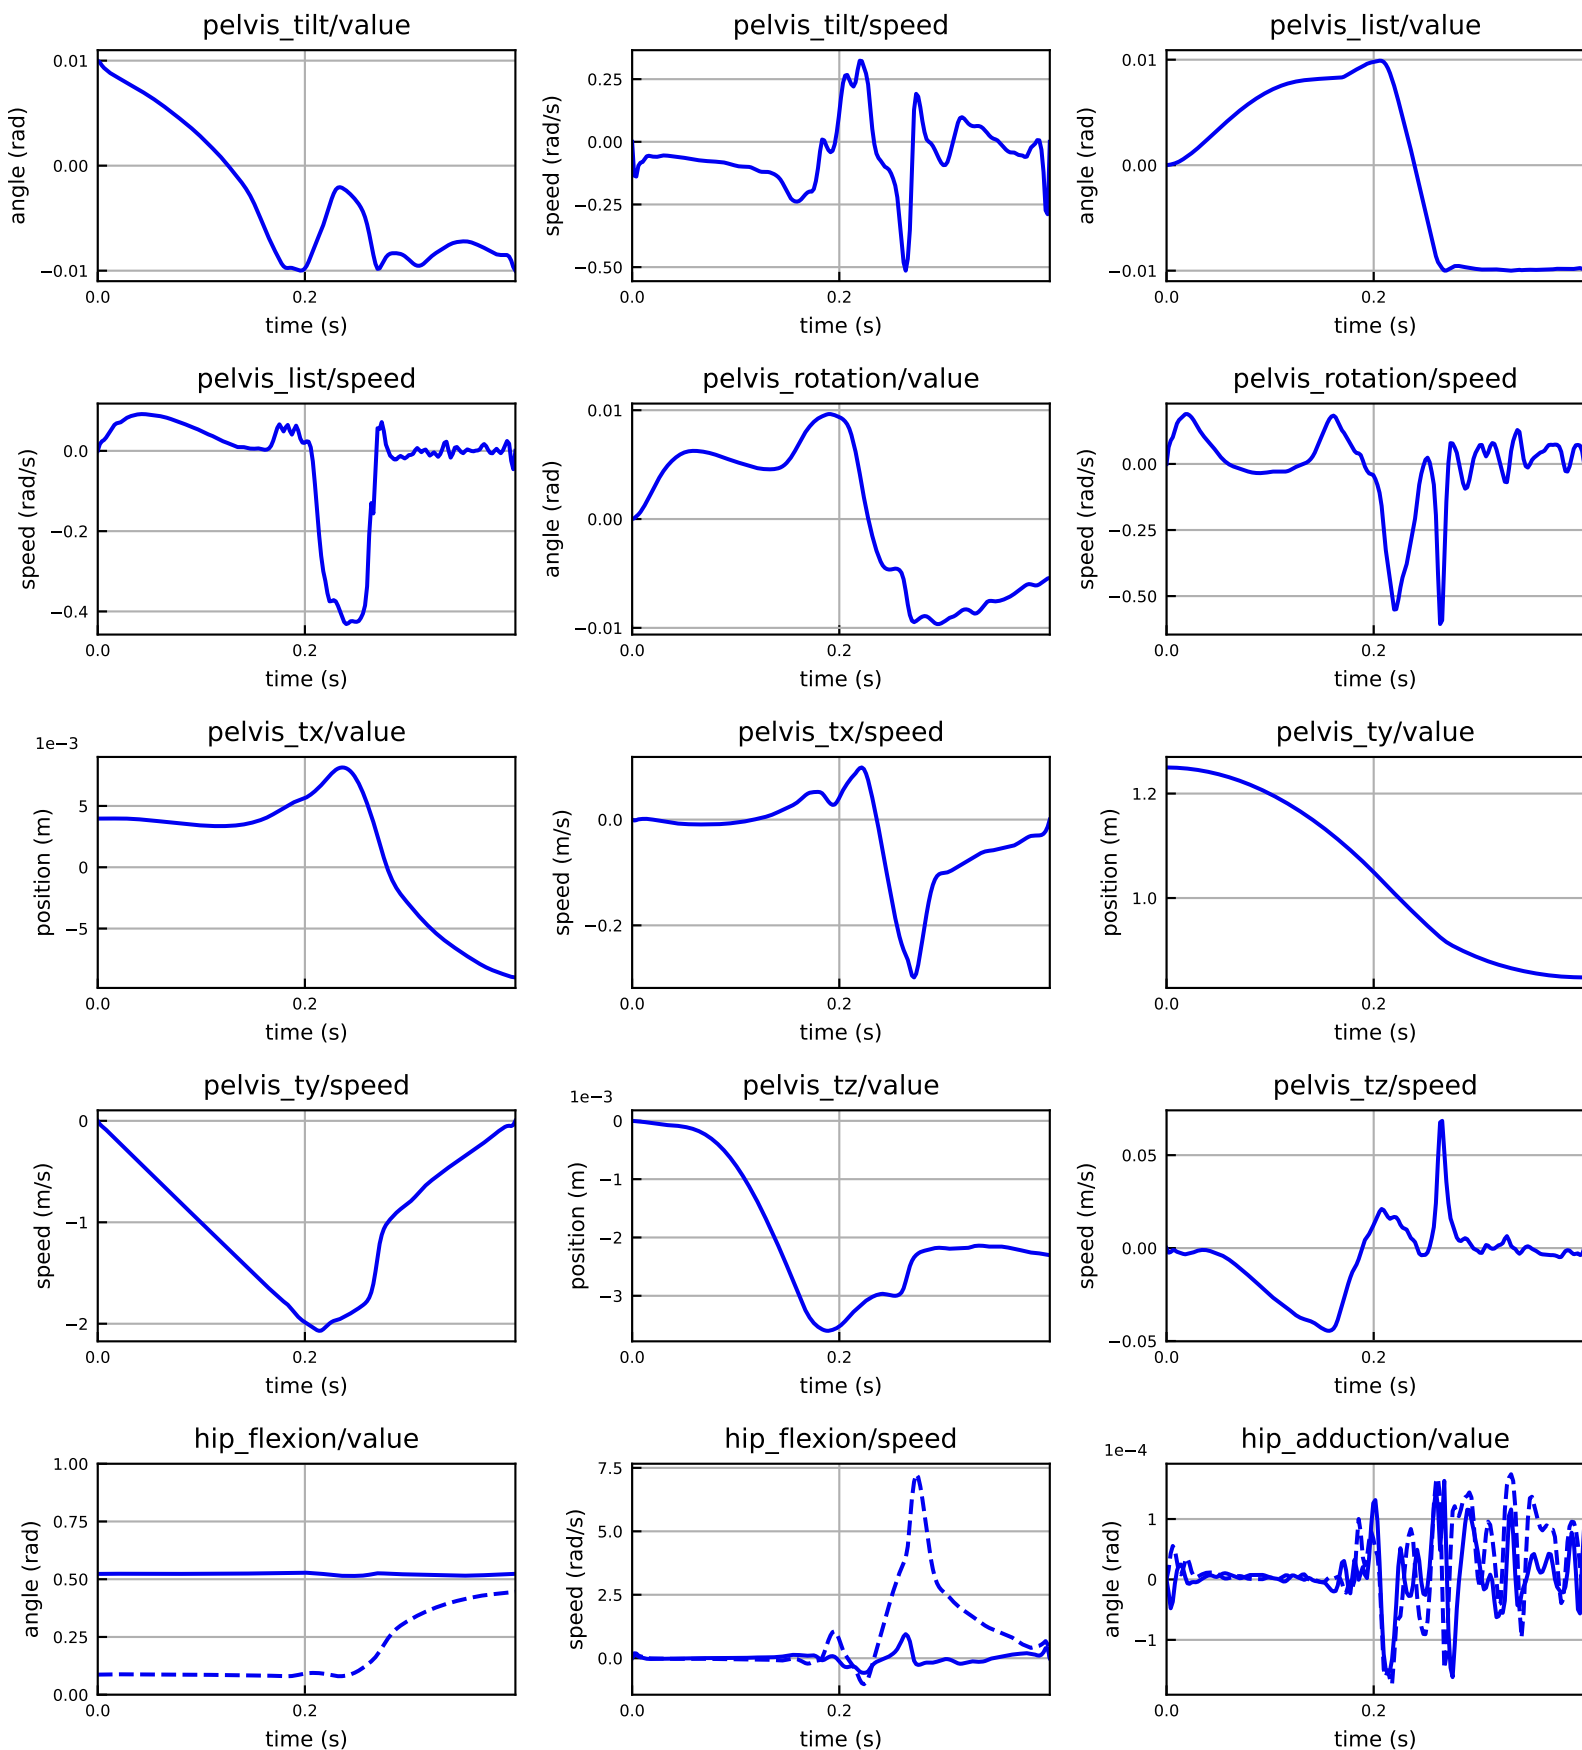 pelvis_tilt/value
angle (rad)
0.01
0.00
−0.01
0.0
0.2
time (s)
pelvis_tilt/speed
speed (rad/s)
0.25
0.00
−0.25
−0.50
0.0
0.2
time (s)
pelvis_list/value
angle (rad)
0.01
0.00
−0.01
0.0
0.2
time (s)
pelvis_list/speed
speed (rad/s)
0.0
−0.2
−0.4
0.0
0.2
time (s)
pelvis_rotation/value
angle (rad)
0.01
0.00
−0.01
0.0
0.2
time (s)
pelvis_rotation/speed
speed (rad/s)
0.00
−0.25
−0.50
0.0
0.2
time (s)
pelvis_tx/value
1e−3
position (m)
5
0
−5
0.0
0.2
time (s)
pelvis_tx/speed
speed (m/s)
0.0
−0.2
0.0
0.2
time (s)
pelvis_ty/value
position (m)
1.2
1.0
0.0
0.2
time (s)
pelvis_ty/speed
speed (m/s)
0
−1
−2
0.0
0.2
time (s)
pelvis_tz/value
1e−3
position (m)
0
−1
−2
−3
0.0
0.2
time (s)
pelvis_tz/speed
speed (m/s)
0.05
0.00
−0.05
0.0
0.2
time (s)
hip_flexion/value
angle (rad)
1.00
0.75
0.50
0.25
0.00
0.0
0.2
time (s)
hip_flexion/speed
speed (rad/s)
7.5
5.0
2.5
0.0
0.0
0.2
time (s)
hip_adduction/value
1e−4
angle (rad)
1
0
−1
0.0
0.2
time (s)